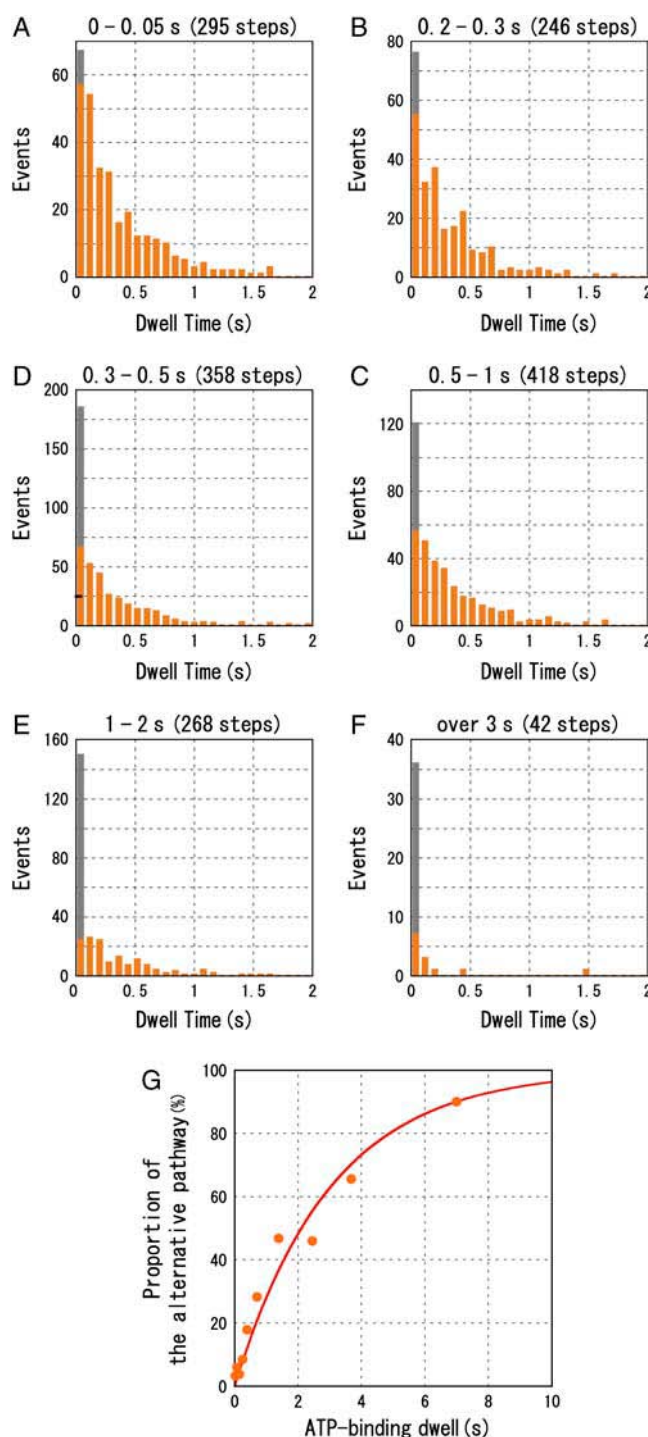 A 0 - 0.05 s (295 steps)
Events
60
40
20
0
0 0.5 1 1.5 2
Dwell Time (s)
B 0.2 - 0.3 s (246 steps)
Events
80
60
40
20
0
0 0.5 1 1.5 2
Dwell Time (s)
D 0.3 - 0.5 s (358 steps)
Events
200
175
150
125
100
75
50
25
0
0 0.5 1 1.5 2
Dwell Time (s)
C 0.5 - 1 s (418 steps)
Events
120
80
40
0
0 0.5 1 1.5 2
Dwell Time (s)
E 1 - 2 s (268 steps)
Events
160
120
80
40
0
0 0.5 1 1.5 2
Dwell Time (s)
F over 3 s (42 steps)
Events
40
30
20
10
0
0 0.5 1 1.5 2
Dwell Time (s)
G
Proportion of
the alternative pathway (%)
100
80
60
40
20
0
0 2 4 6 8 10
ATP-binding dwell (s)